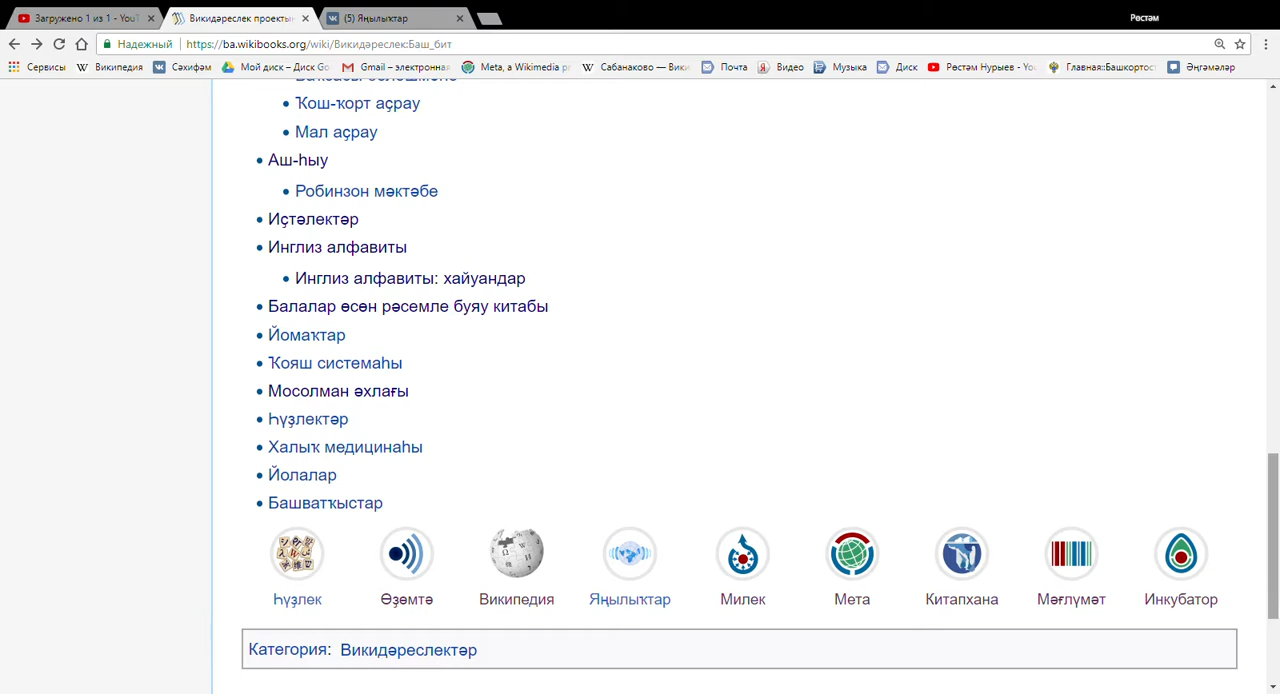 Рөстәм
Загружено 1 из 1 - YouT
Викидәреслек проекты
(5) Яңылыҡтар
Надежный
https://ba.wikibooks.org/wiki/Викидәреслек:Баш_бит
Сервисы Википедия Сәхифәм Мой диск – Диск Go Gmail – электронная Meta, a Wikimedia pr Сабанаково — Вики Почта Видео Музыка Диск Рөстәм Нурыев - You Главная::Башкортос Әңгәмәләр
Ҡош-ҡорт аҫрау
Мал аҫрау
Аш-һыу
Робинзон мәктәбе
Иҫтәлектәр
Инглиз алфавиты
Инглиз алфавиты: хайуандар
Балалар өсөн рәсемле буяу китабы
Йомаҡтар
Ҡояш системаһы
Мосолман әхлағы
Һүҙлектәр
Халыҡ медицинаһы
Йолалар
Башватҡыстар
Һүҙлек Өҙөмтә Википедия Яңылыҡтар Милек Мета Китапхана Мәғлүмәт Инкубатор
Категория: Викидәреслектәр